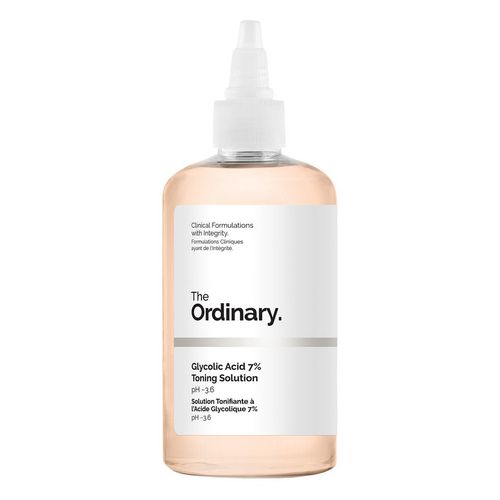 Clinical Formulations
with Integrity.
Formulations Cliniques
ayant de l'Intégrité.
The
Ordinary.
Glycolic Acid 7%
Toning Solution
pH ~3.6
Solution Tonifiante à
l'Acide Glycolique 7%
pH ~3.6